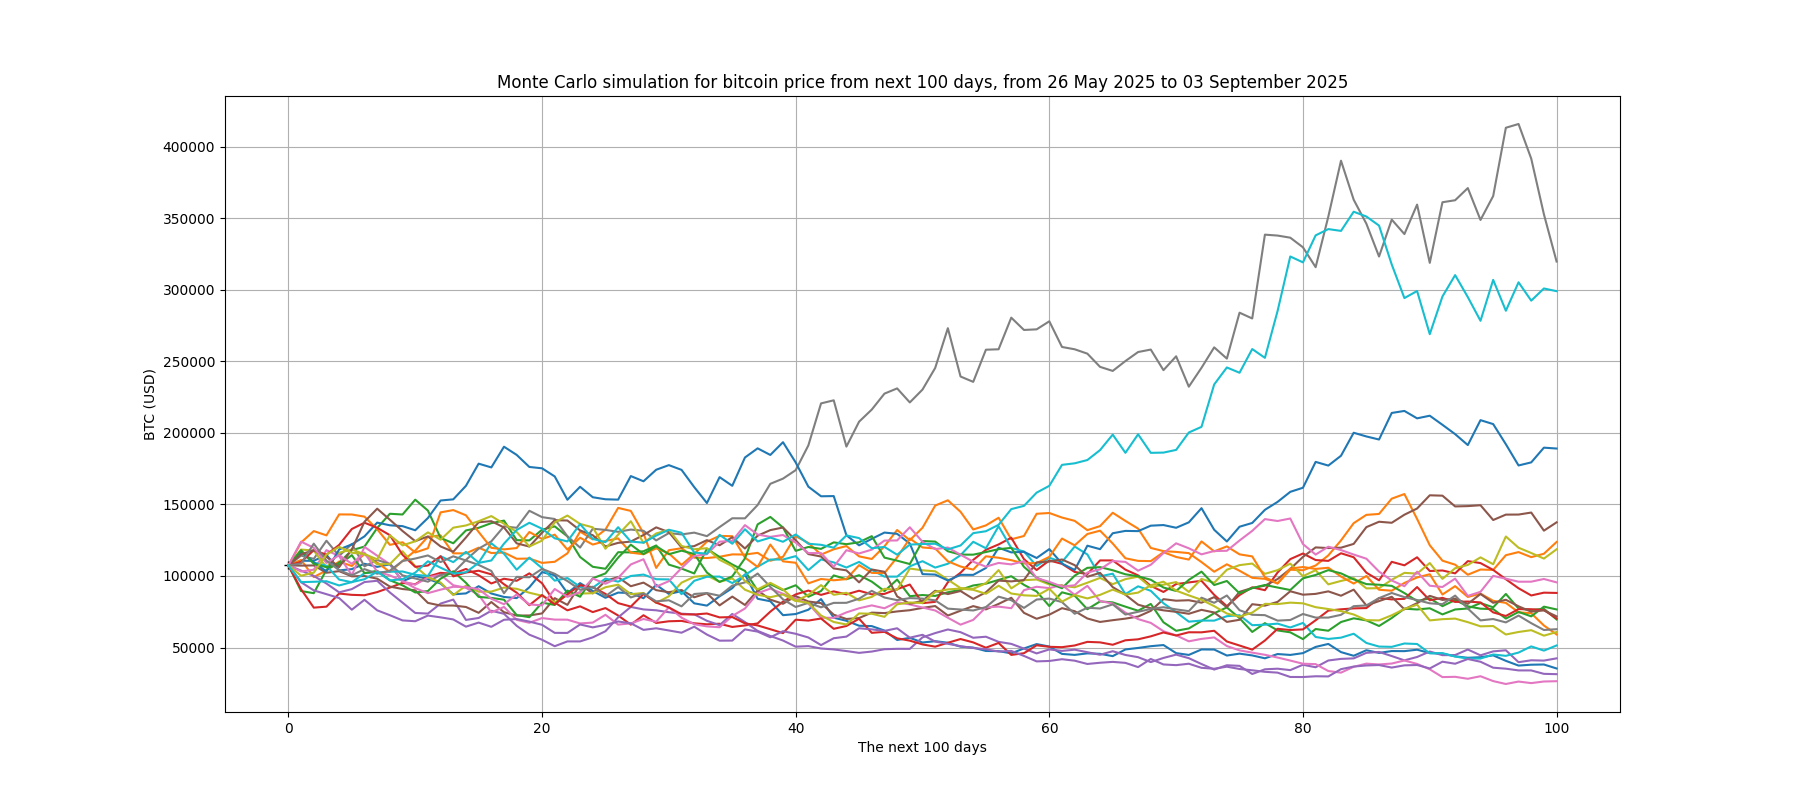 Monte Carlo simulation for bitcoin price from next 100 days, from 26 May 2025 to 03 September 2025
400000
350000
300000
250000
200000
150000
100000
50000
BTC (USD)
0 20 40 60 80 100
The next 100 days